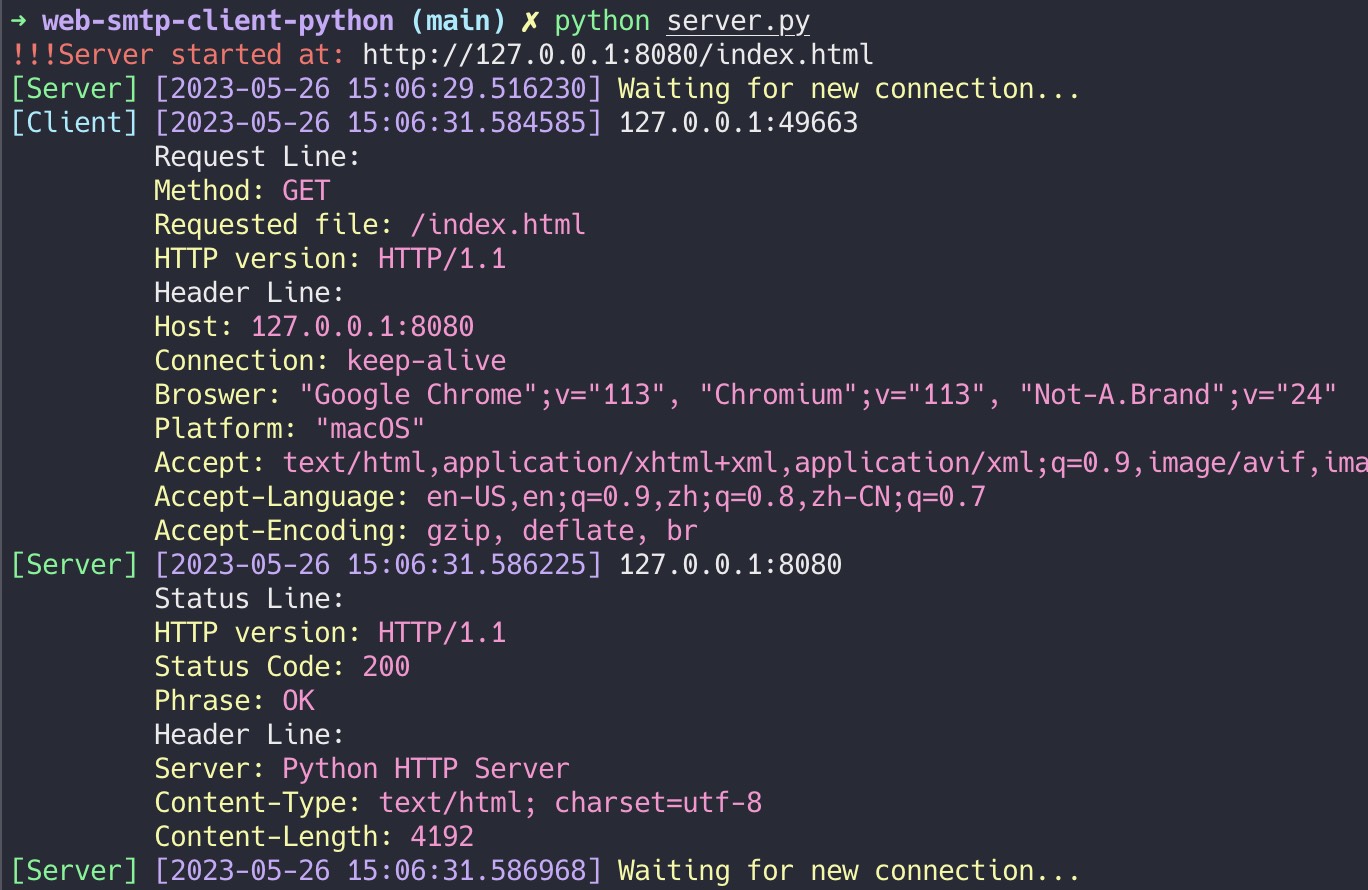 ➜ web-smtp-client-python (main) ✗ python server.py
!!!Server started at: http://127.0.0.1:8080/index.html
[Server] [2023-05-26 15:06:29.516230] Waiting for new connection...
[Client] [2023-05-26 15:06:31.584585] 127.0.0.1:49663
Request Line:
Method: GET
Requested file: /index.html
HTTP version: HTTP/1.1
Header Line:
Host: 127.0.0.1:8080
Connection: keep-alive
Broswer: "Google Chrome";v="113", "Chromium";v="113", "Not-A.Brand";v="24"
Platform: "macOS"
Accept: text/html,application/xhtml+xml,application/xml;q=0.9,image/avif,ima
Accept-Language: en-US,en;q=0.9,zh;q=0.8,zh-CN;q=0.7
Accept-Encoding: gzip, deflate, br
[Server] [2023-05-26 15:06:31.586225] 127.0.0.1:8080
Status Line:
HTTP version: HTTP/1.1
Status Code: 200
Phrase: OK
Header Line:
Server: Python HTTP Server
Content-Type: text/html; charset=utf-8
Content-Length: 4192
[Server] [2023-05-26 15:06:31.586968] Waiting for new connection...